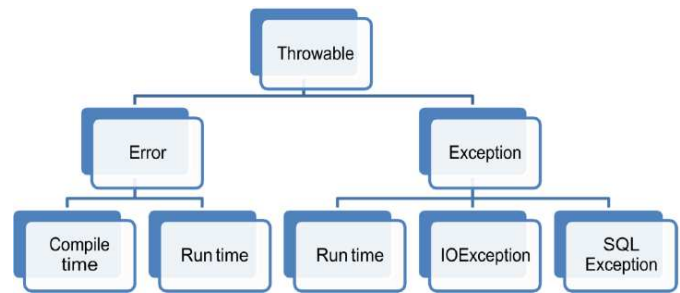 Throwable
Error
Exception
Compile
time
Run time
Run time
IOException
SQL
Exception